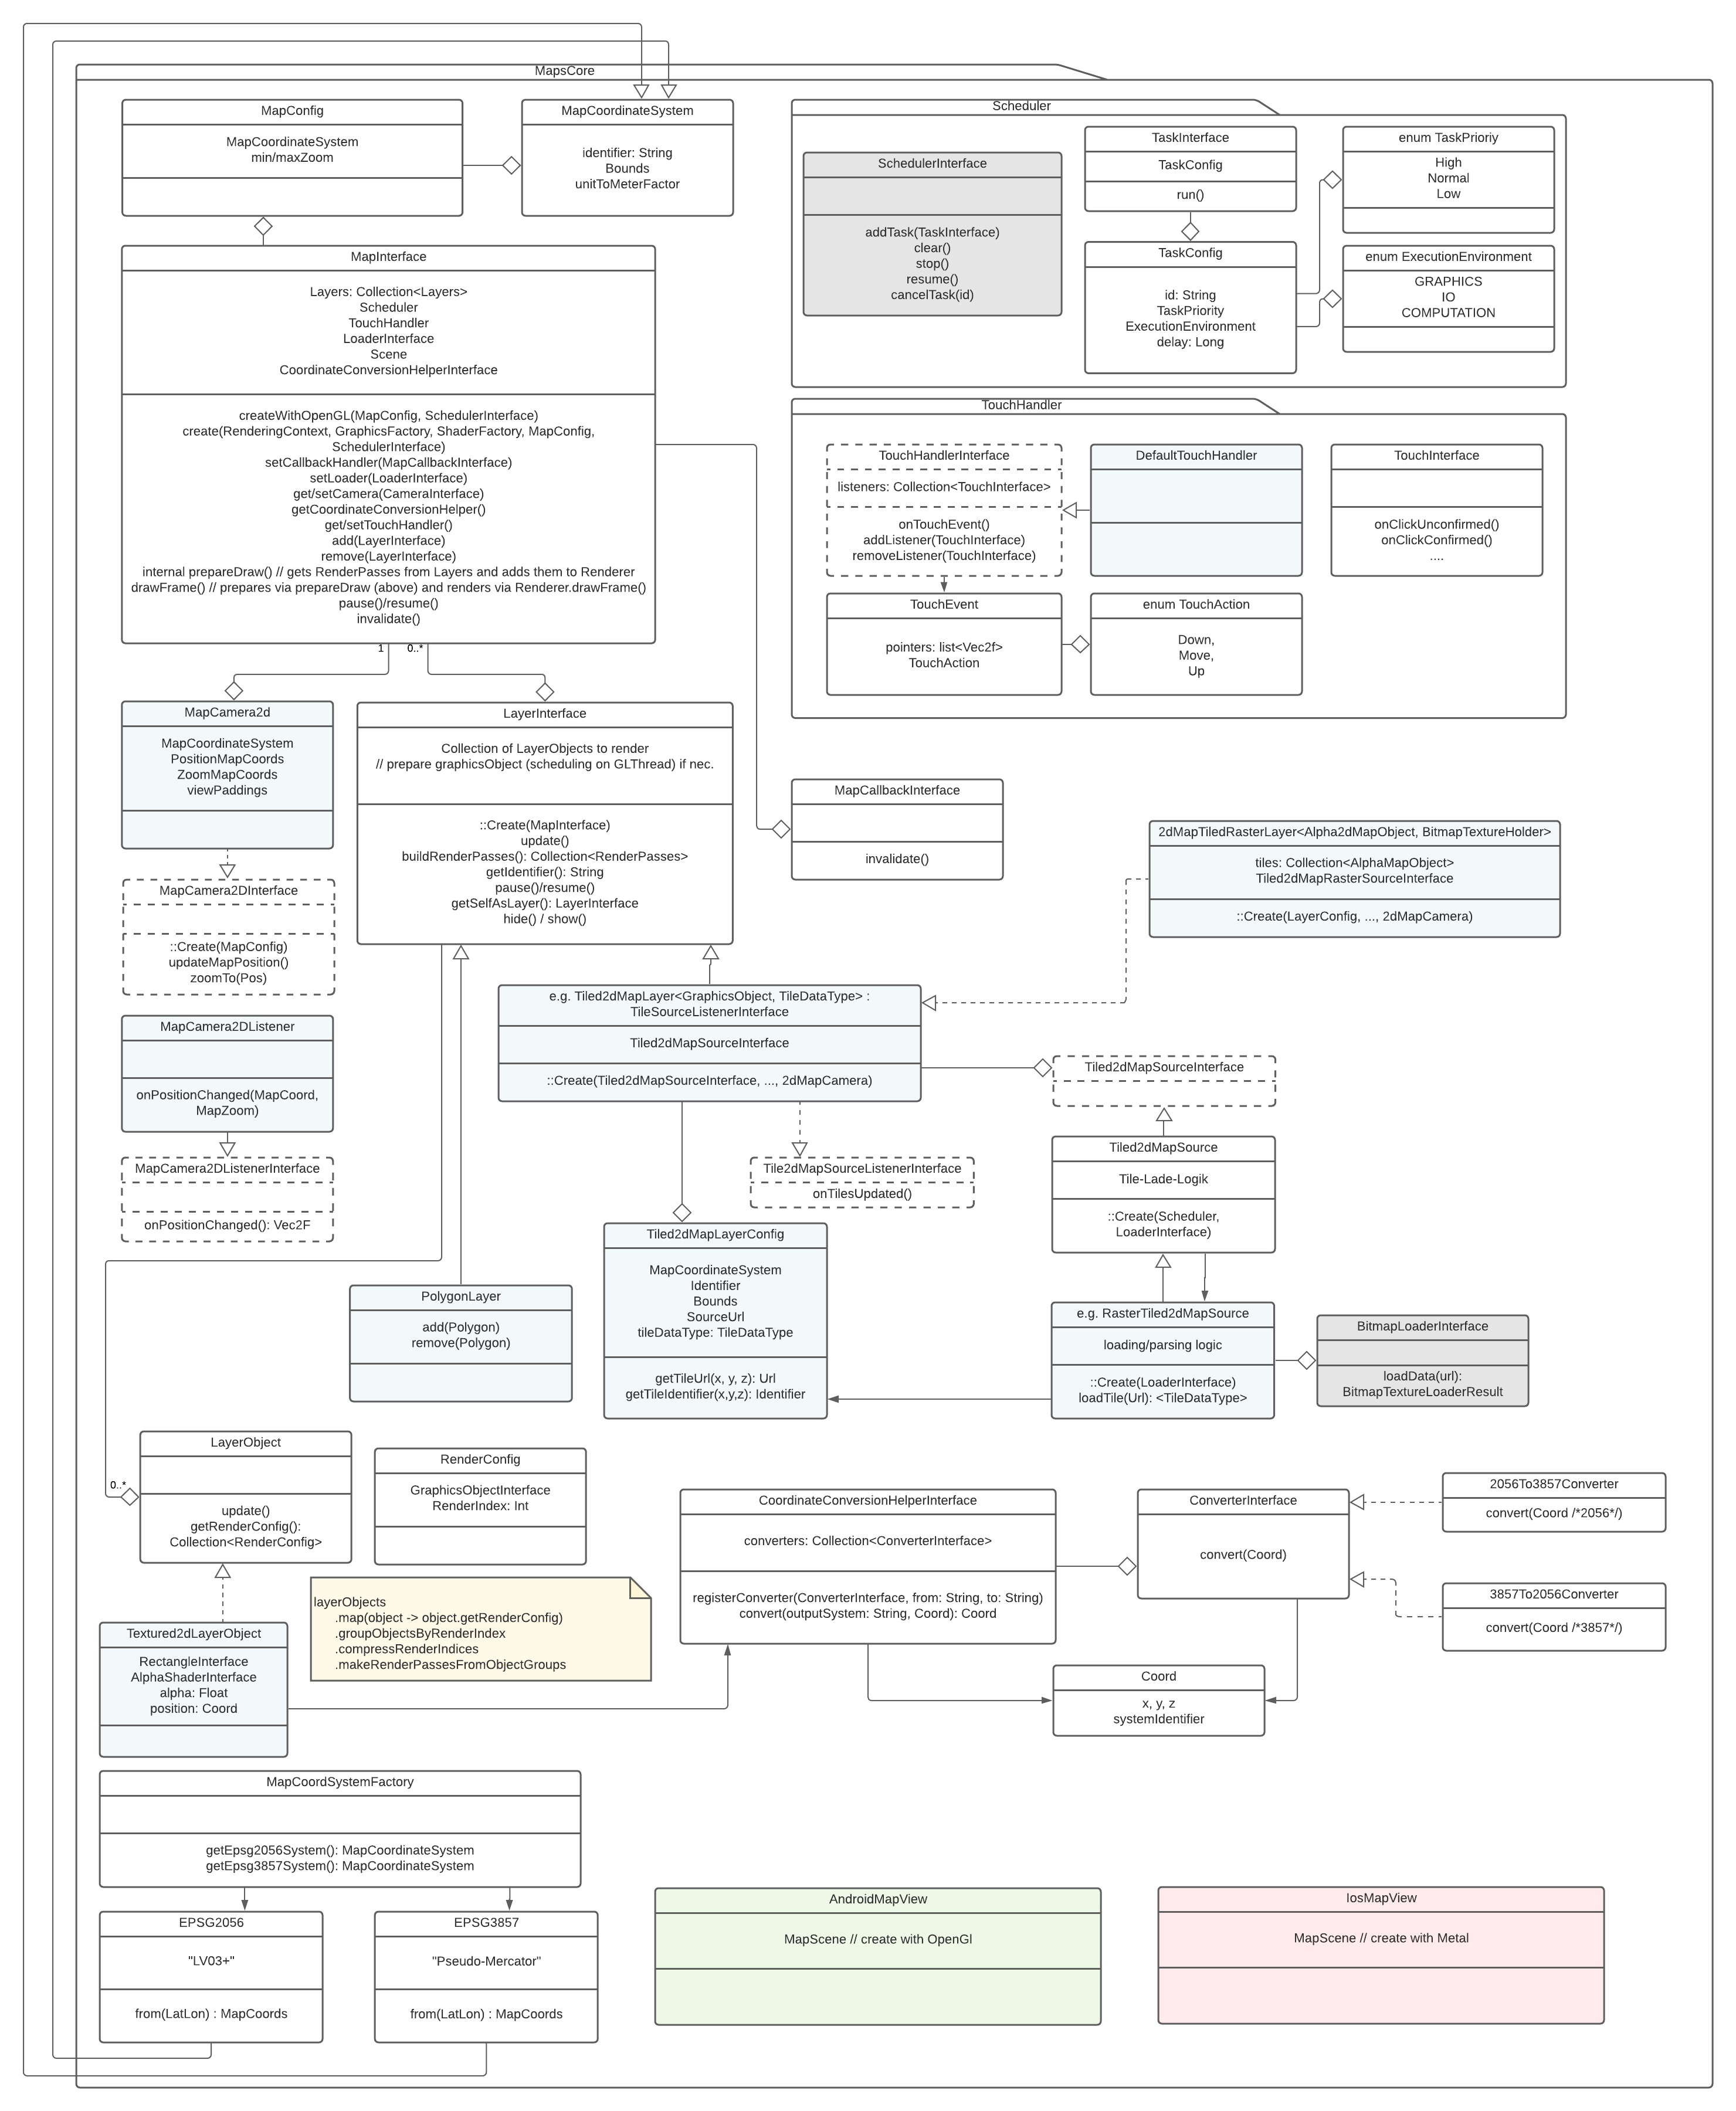 MapsCore
MapConfig
MapCoordinateSystem
min/maxZoom
MapCoordinateSystem
identifier: String
Bounds
unitToMeterFactor
Scheduler
SchedulerInterface
addTask(TaskInterface)
clear()
stop()
resume()
cancelTask(id)
TaskInterface
TaskConfig
run()
enum TaskPriority
High
Normal
Low
TaskConfig
id: String
TaskPriority
ExecutionEnvironment
delay: Long
enum ExecutionEnvironment
GRAPHICS
IO
COMPUTATION
MapInterface
Layers: Collection<Layers>
Scheduler
TouchHandler
LoaderInterface
Scene
CoordinateConversionHelperInterface
createWithOpenGL(MapConfig, SchedulerInterface)
create(RenderingContext, GraphicsFactory, ShaderFactory, MapConfig,
SchedulerInterface)
setCallbackHandler(MapCallbackInterface)
setLoader(LoaderInterface)
get/setCamera(CameraInterface)
getCoordinateConversionHelper()
get/setTouchHandler()
add(LayerInterface)
remove(LayerInterface)
internal prepareDraw() // gets RenderPasses from Layers and adds them to Renderer
drawFrame() // prepares via prepareDraw (above) and renders via Renderer.drawFrame()
pause()/resume()
invalidate()
1
0..*
TouchHandler
TouchHandlerInterface
listeners: Collection<TouchInterface>
onTouchEvent()
addListener(TouchInterface)
removeListener(TouchInterface)
DefaultTouchHandler
TouchInterface
onClickUnconfirmed()
onClickConfirmed()
....
TouchEvent
pointers: list<Vec2f>
TouchAction
enum TouchAction
Down,
Move,
Up
MapCamera2d
MapCoordinateSystem
PositionMapCoords
ZoomMapCoords
viewPaddings
LayerInterface
Collection of LayerObjects to render
// prepare graphicsObject (scheduling on GLThread) if nec.
::Create(MapInterface)
update()
buildRenderPasses(): Collection<RenderPasses>
getIdentifier(): String
pause()/resume()
getSelfAsLayer(): LayerInterface
hide() / show()
MapCallbackInterface
invalidate()
2dMapTiledRasterLayer<Alpha2dMapObject, BitmapTextureHolder>
tiles: Collection<AlphaMapObject>
Tiled2dMapRasterSourceInterface
::Create(LayerConfig, ..., 2dMapCamera)
MapCamera2DInterface
::Create(MapConfig)
updateMapPosition()
zoomTo(Pos)
MapCamera2DListener
onPositionChanged(MapCoord,
MapZoom)
MapCamera2DListenerInterface
onPositionChanged(): Vec2F
e.g. Tiled2dMapLayer<GraphicsObject, TileDataType> :
TileSourceListenerInterface
Tiled2dMapSourceInterface
::Create(Tiled2dMapSourceInterface, ..., 2dMapCamera)
Tiled2dMapSourceInterface
Tile2dMapSourceListenerInterface
onTilesUpdated()
Tiled2dMapSource
Tile-Lade-Logik
::Create(Scheduler,
LoaderInterface)
Tiled2dMapLayerConfig
MapCoordinateSystem
Identifier
Bounds
SourceUrl
tileDataType: TileDataType
getTileUrl(x, y, z): Url
getTileIdentifier(x,y,z): Identifier
PolygonLayer
add(Polygon)
remove(Polygon)
e.g. RasterTiled2dMapSource
loading/parsing logic
::Create(LoaderInterface)
loadTile(Url): <TileDataType>
BitmapLoaderInterface
loadData(url):
BitmapTextureLoaderResult
0..*
LayerObject
update()
getRenderConfig():
Collection<RenderConfig>
RenderConfig
GraphicsObjectInterface
RenderIndex: Int
CoordinateConversionHelperInterface
converters: Collection<ConverterInterface>
registerConverter(ConverterInterface, from: String, to: String)
convert(outputSystem: String, Coord): Coord
ConverterInterface
convert(Coord)
2056To3857Converter
convert(Coord /*2056*/)
3857To2056Converter
convert(Coord /*3857*/)
layerObjects
.map(object -> object.getRenderConfig)
.groupObjectsByRenderIndex
.compressRenderIndices
.makeRenderPassesFromObjectGroups
Textured2dLayerObject
RectangleInterface
AlphaShaderInterface
alpha: Float
position: Coord
Coord
x, y, z
systemIdentifier
MapCoordSystemFactory
getEpsg2056System(): MapCoordinateSystem
getEpsg3857System(): MapCoordinateSystem
EPSG2056
"LV03+"
from(LatLon) : MapCoords
EPSG3857
"Pseudo-Mercator"
from(LatLon) : MapCoords
AndroidMapView
MapScene // create with OpenGl
IosMapView
MapScene // create with Metal